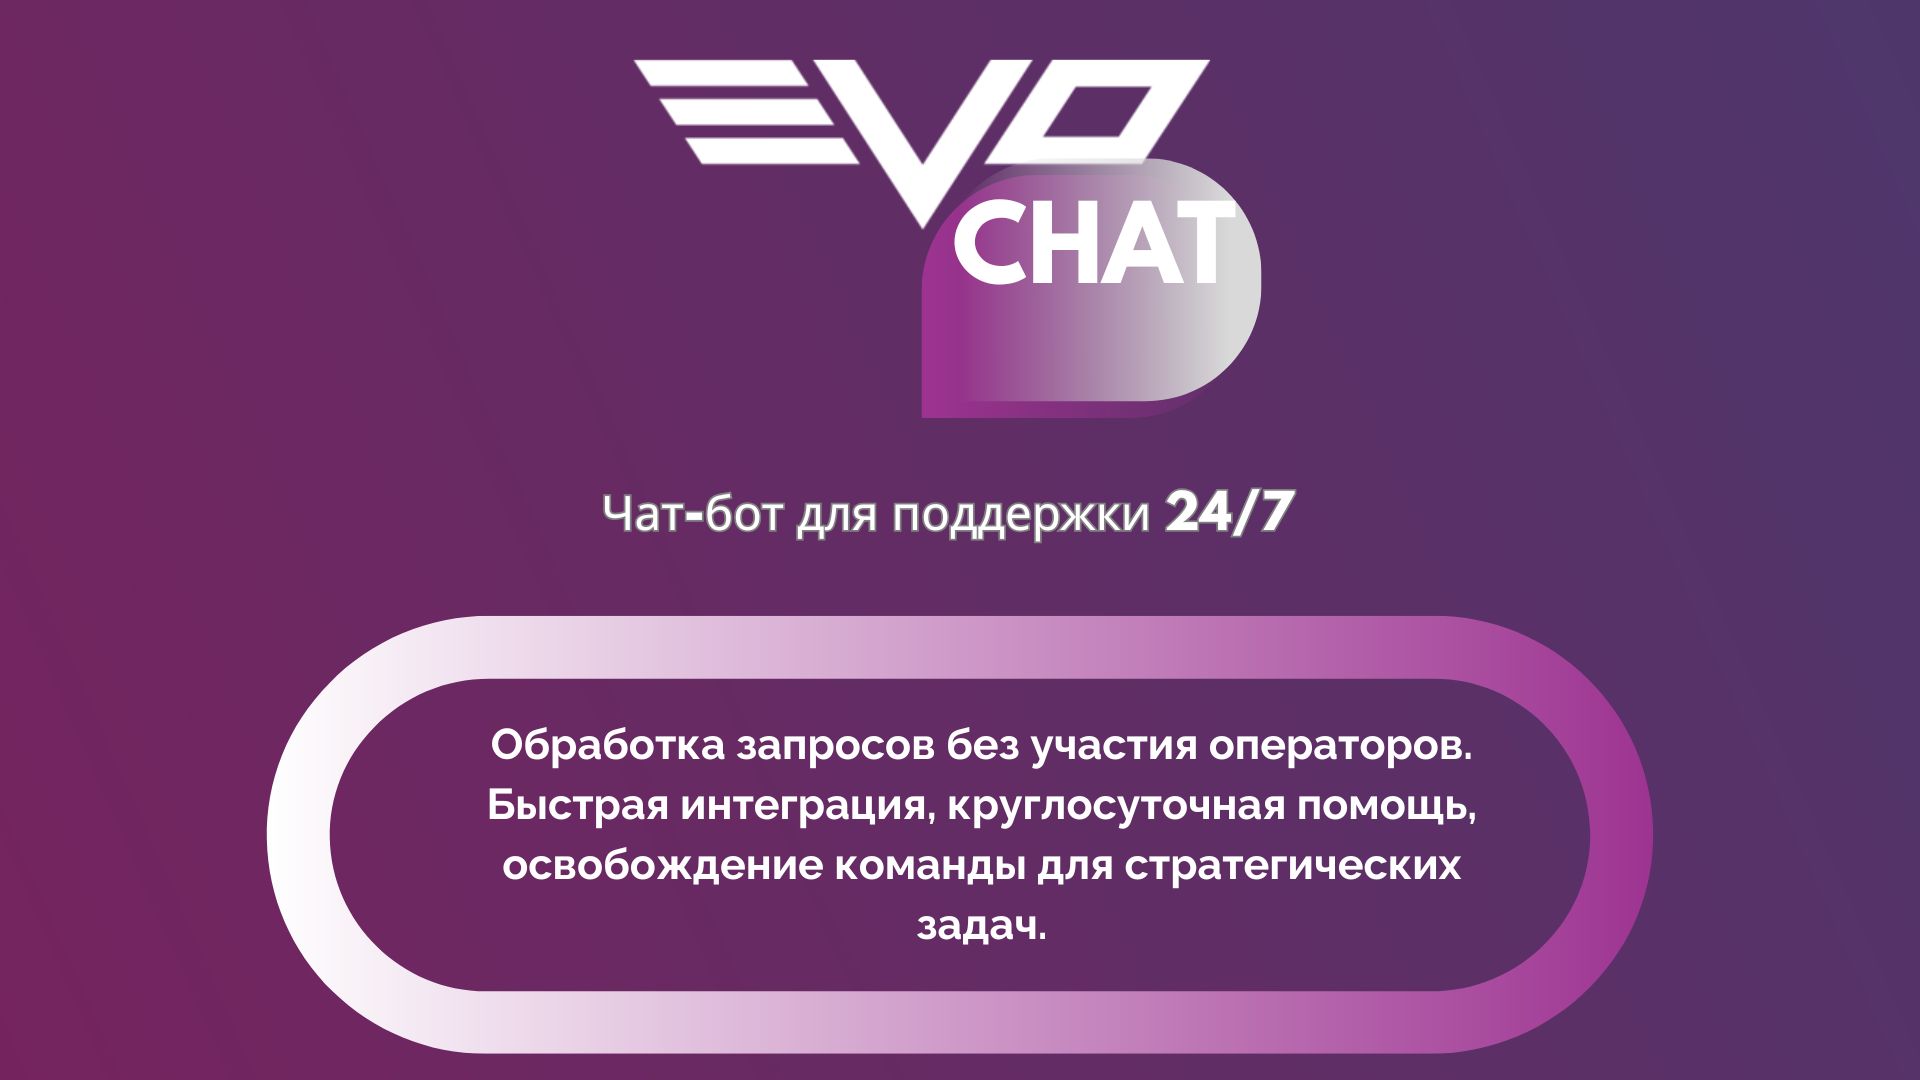 EVO
CHAT
Чат-бот для поддержки 24/7
Обработка запросов без участия операторов.
Быстрая интеграция, круглосуточная помощь,
освобождение команды для стратегических
задач.